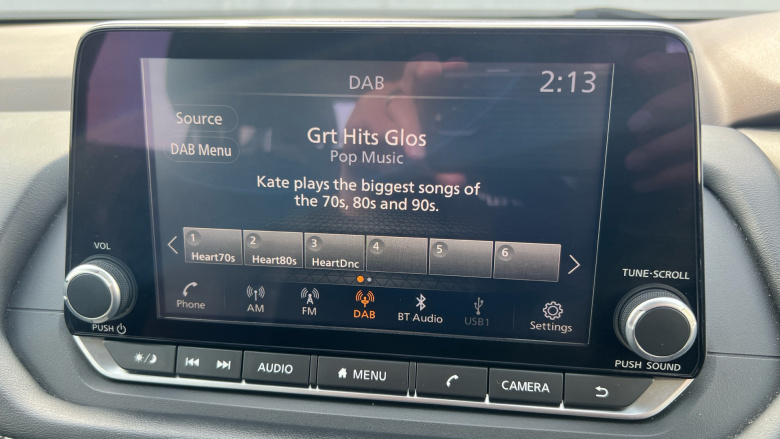 DAB
2:13
Source
DAB Menu
Grt Hits Glos
Pop Music
Kate plays the biggest songs of
the 70s, 80s and 90s.
1 Heart70s
2 Heart80s
3 HeartDnc
4
5
6
Phone
AM
FM
DAB
BT Audio
USB1
Settings
VOL
PUSH
TUNE·SCROLL
PUSH SOUND
AUDIO
MENU
CAMERA